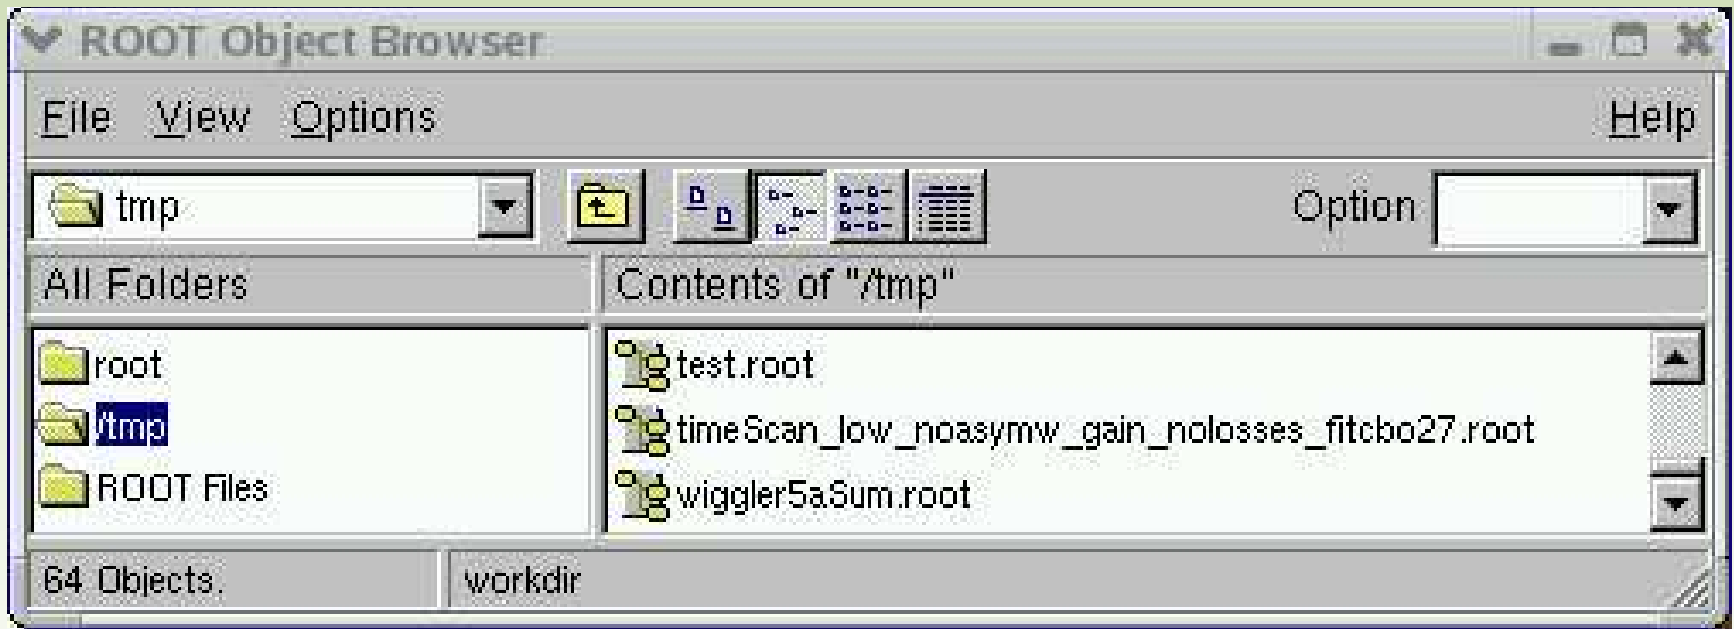 ROOT Object Browser
File View Options Help
tmp Option
All Folders Contents of "/tmp"
root test.root
/tmp timeScan_low_noasymw_gain_nolosses_fitcbo27.root
ROOT Files wiggler5aSum.root
64 Objects. workdir